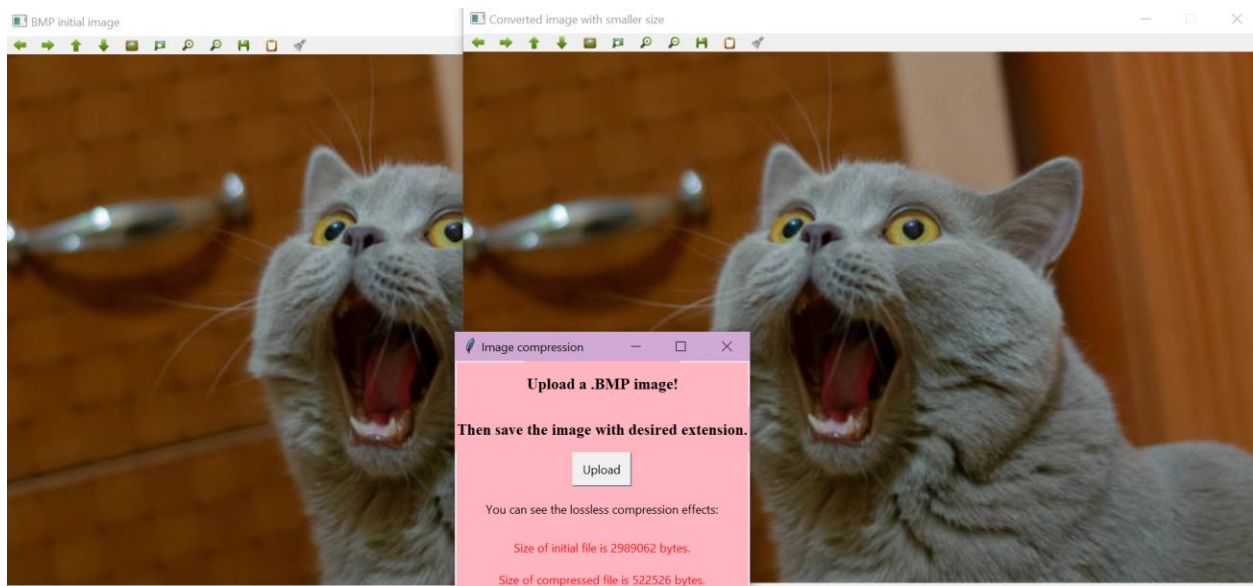 BMP initial image
Converted image with smaller size
Image compression
Upload a .BMP image!
Then save the image with desired extension.
Upload
You can see the lossless compression effects:
Size of initial file is 2989062 bytes.
Size of compressed file is 522526 bytes.